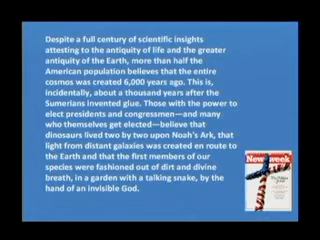 Despite a full century of scientific insights
attesting to the antiquity of life and the greater
antiquity of the Earth, more than half the
American population believes that the entire
cosmos was created 6,000 years ago. This is,
incidentally, about a thousand years after the
Sumerians invented glue. Those with the power to
elect presidents and congressmen—and many
who themselves get elected—believe that
dinosaurs lived two by two upon Noah's Ark, that
light from distant galaxies was created en route to
the Earth and that the first members of our
species were fashioned out of dirt and divine
breath, in a garden with a talking snake, by the
hand of an invisible God.
Newsweek